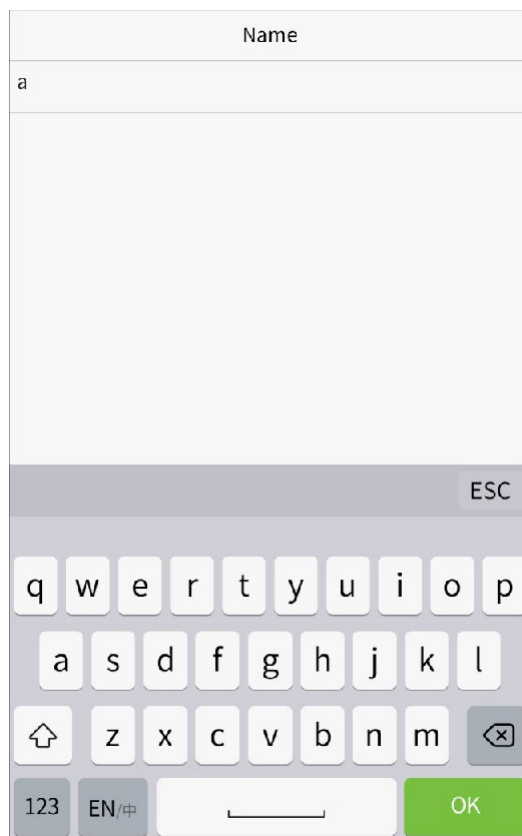 Name
a
ESC
q w e r t y u i o p
a s d f g h j k l
z x c v b n m
123 EN/中 OK